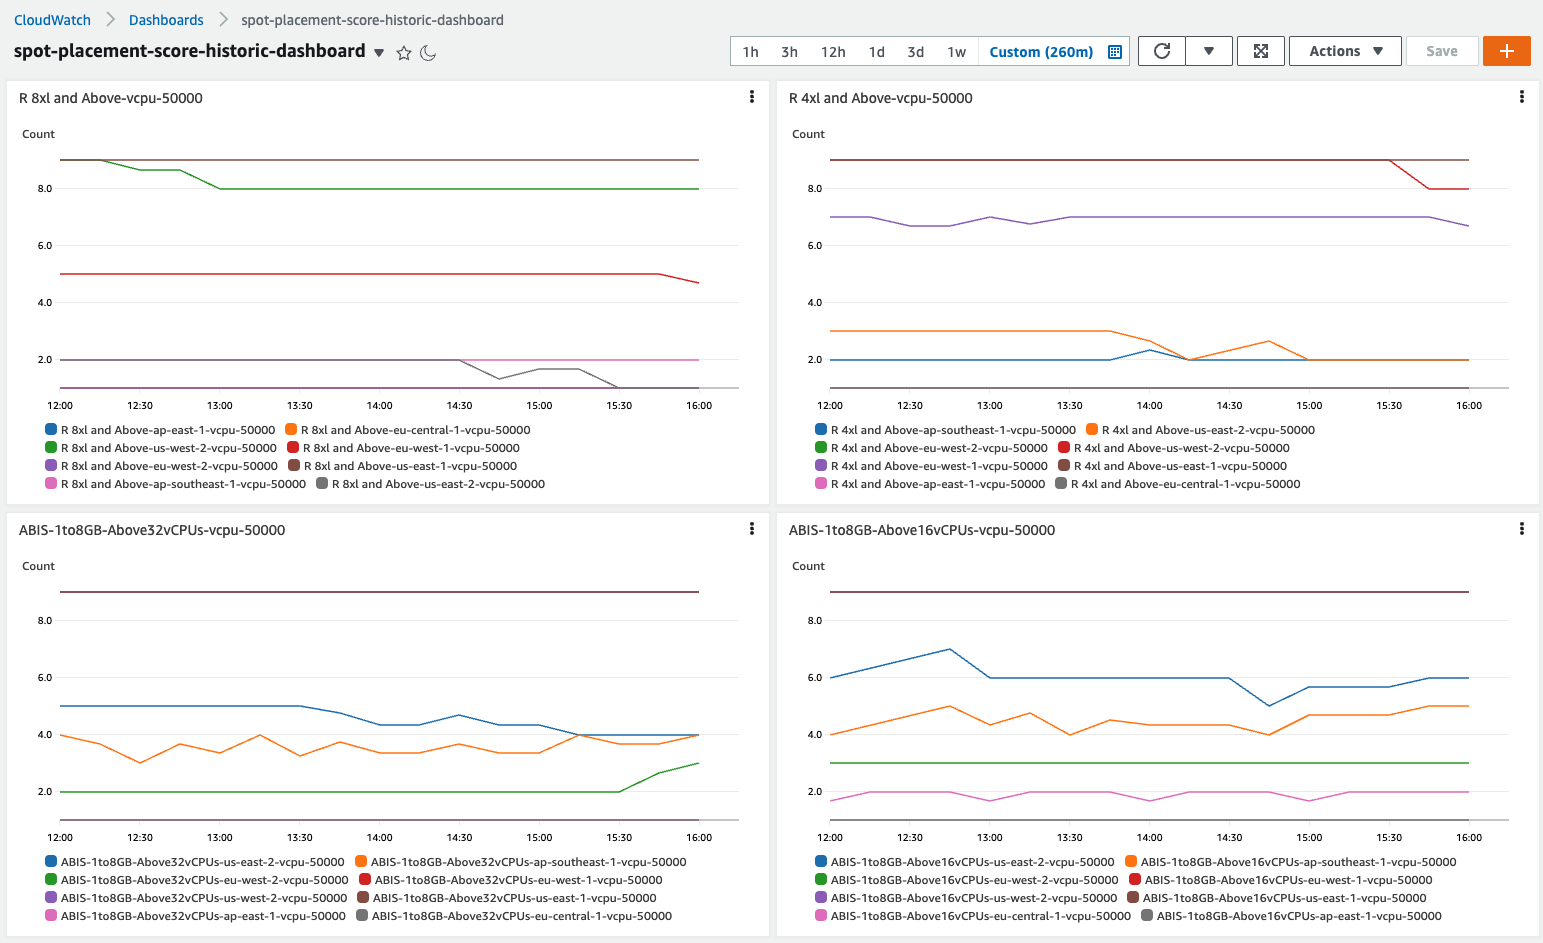 CloudWatch > Dashboards > spot-placement-score-historic-dashboard
spot-placement-score-historic-dashboard
1h 3h 12h 1d 3d 1w Custom (260m) Actions Save +
R 8xl and Above-vcpu-50000
Count
8.0
6.0
4.0
2.0
12:00 12:30 13:00 13:30 14:00 14:30 15:00 15:30 16:00
R 8xl and Above-ap-east-1-vcpu-50000 R 8xl and Above-eu-central-1-vcpu-50000
R 8xl and Above-us-west-2-vcpu-50000 R 8xl and Above-eu-west-1-vcpu-50000
R 8xl and Above-eu-west-2-vcpu-50000 R 8xl and Above-us-east-1-vcpu-50000
R 8xl and Above-ap-southeast-1-vcpu-50000 R 8xl and Above-us-east-2-vcpu-50000
R 4xl and Above-vcpu-50000
Count
8.0
6.0
4.0
2.0
12:00 12:30 13:00 13:30 14:00 14:30 15:00 15:30 16:00
R 4xl and Above-ap-southeast-1-vcpu-50000 R 4xl and Above-us-east-2-vcpu-50000
R 4xl and Above-eu-west-2-vcpu-50000 R 4xl and Above-us-west-2-vcpu-50000
R 4xl and Above-eu-west-1-vcpu-50000 R 4xl and Above-us-east-1-vcpu-50000
R 4xl and Above-ap-east-1-vcpu-50000 R 4xl and Above-eu-central-1-vcpu-50000
ABIS-1to8GB-Above32vCPUs-vcpu-50000
Count
8.0
6.0
4.0
2.0
12:00 12:30 13:00 13:30 14:00 14:30 15:00 15:30 16:00
ABIS-1to8GB-Above32vCPUs-us-east-2-vcpu-50000 ABIS-1to8GB-Above32vCPUs-ap-southeast-1-vcpu-50000
ABIS-1to8GB-Above32vCPUs-eu-west-2-vcpu-50000 ABIS-1to8GB-Above32vCPUs-eu-west-1-vcpu-50000
ABIS-1to8GB-Above32vCPUs-us-west-2-vcpu-50000 ABIS-1to8GB-Above32vCPUs-us-east-1-vcpu-50000
ABIS-1to8GB-Above32vCPUs-ap-east-1-vcpu-50000 ABIS-1to8GB-Above32vCPUs-eu-central-1-vcpu-50000
ABIS-1to8GB-Above16vCPUs-vcpu-50000
Count
8.0
6.0
4.0
2.0
12:00 12:30 13:00 13:30 14:00 14:30 15:00 15:30 16:00
ABIS-1to8GB-Above16vCPUs-us-east-2-vcpu-50000 ABIS-1to8GB-Above16vCPUs-ap-southeast-1-vcpu-50000
ABIS-1to8GB-Above16vCPUs-eu-west-2-vcpu-50000 ABIS-1to8GB-Above16vCPUs-eu-west-1-vcpu-50000
ABIS-1to8GB-Above16vCPUs-us-west-2-vcpu-50000 ABIS-1to8GB-Above16vCPUs-us-east-1-vcpu-50000
ABIS-1to8GB-Above16vCPUs-eu-central-1-vcpu-50000 ABIS-1to8GB-Above16vCPUs-ap-east-1-vcpu-50000